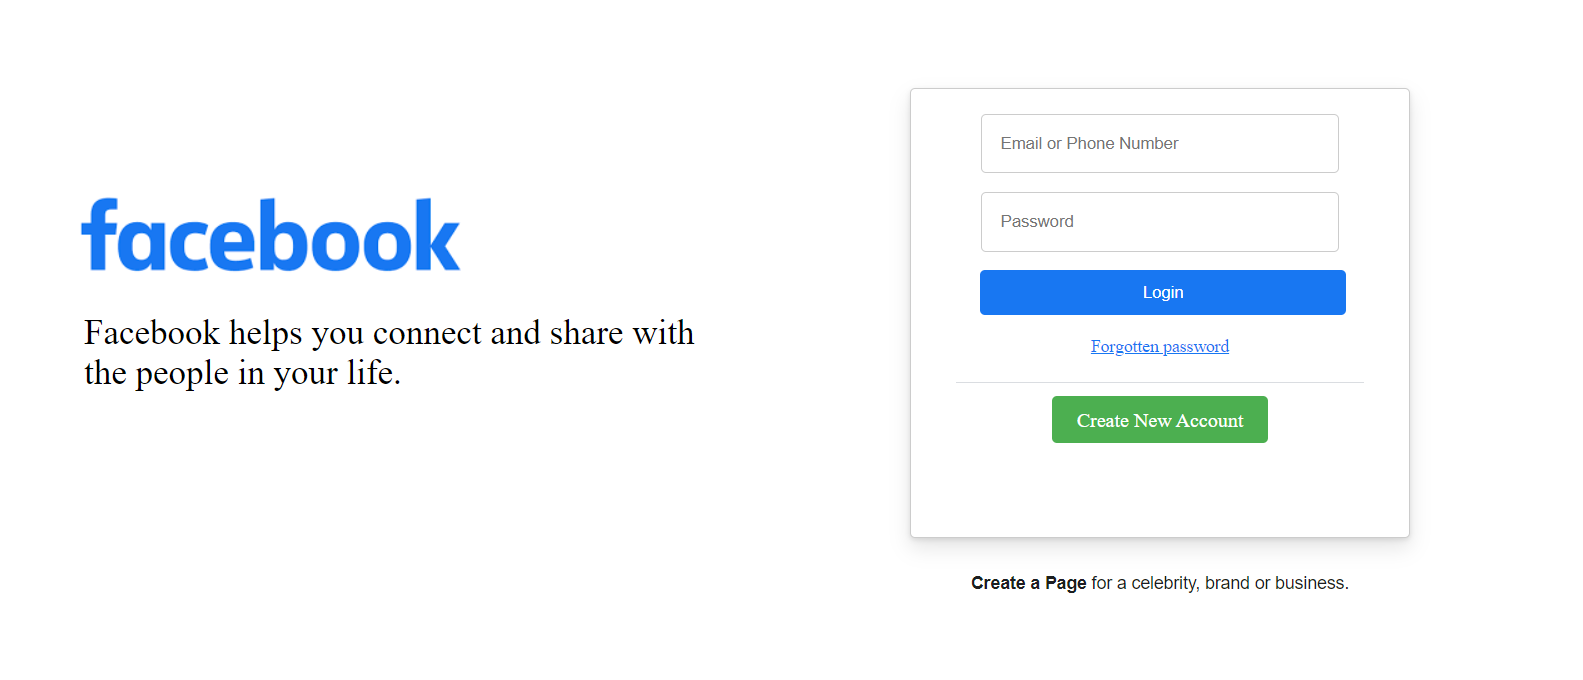 facebook
Facebook helps you connect and share with
the people in your life.
Email or Phone Number
Password
Login
Forgotten password
Create New Account
Create a Page for a celebrity, brand or business.